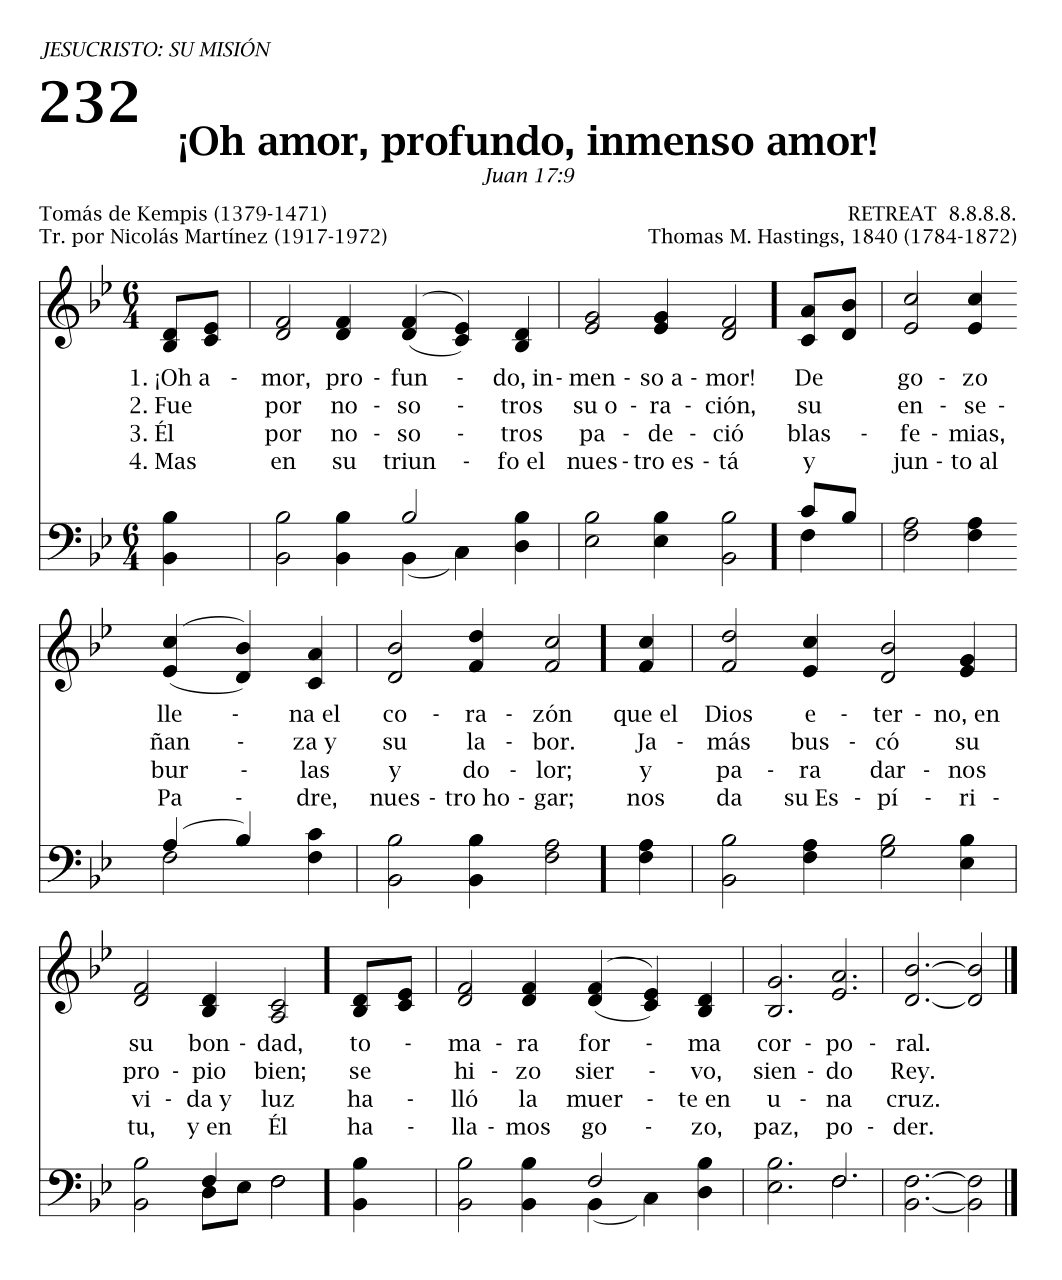 JESUCRISTO: SU MISIÓN
232
¡Oh amor, profundo, inmenso amor!
Juan 17:9
Tomás de Kempis (1379-1471)
RETREAT 8.8.8.8.
Tr. por Nicolás Martínez (1917-1972)
Thomas M. Hastings, 1840 (1784-1872)
6
4
1. ¡Oh a - mor, pro - fun - do, in - men - so a - mor! De go - zo
2. Fue por no - so - tros su o - ra - ción, su en - se -
3. Él por no - so - tros pa - de - ció blas - fe - mias,
4. Mas en su triun - fo el nues - tro es - tá y jun - to al
6
4
lle - na el co - ra - zón que el Dios e - ter - no, en
ñan - za y su la - bor. Ja - más bus - có su
bur - las y do - lor; y pa - ra dar - nos
Pa - dre, nues - tro ho - gar; nos da su Es - pí - ri -
su bon - dad, to - ma - ra for - ma cor - po - ral.
pro - pio bien; se hi - zo sier - vo, sien - do Rey.
vi - da y luz ha - lló la muer - te en u - na cruz.
tu, y en Él ha - lla - mos go - zo, paz, po - der.